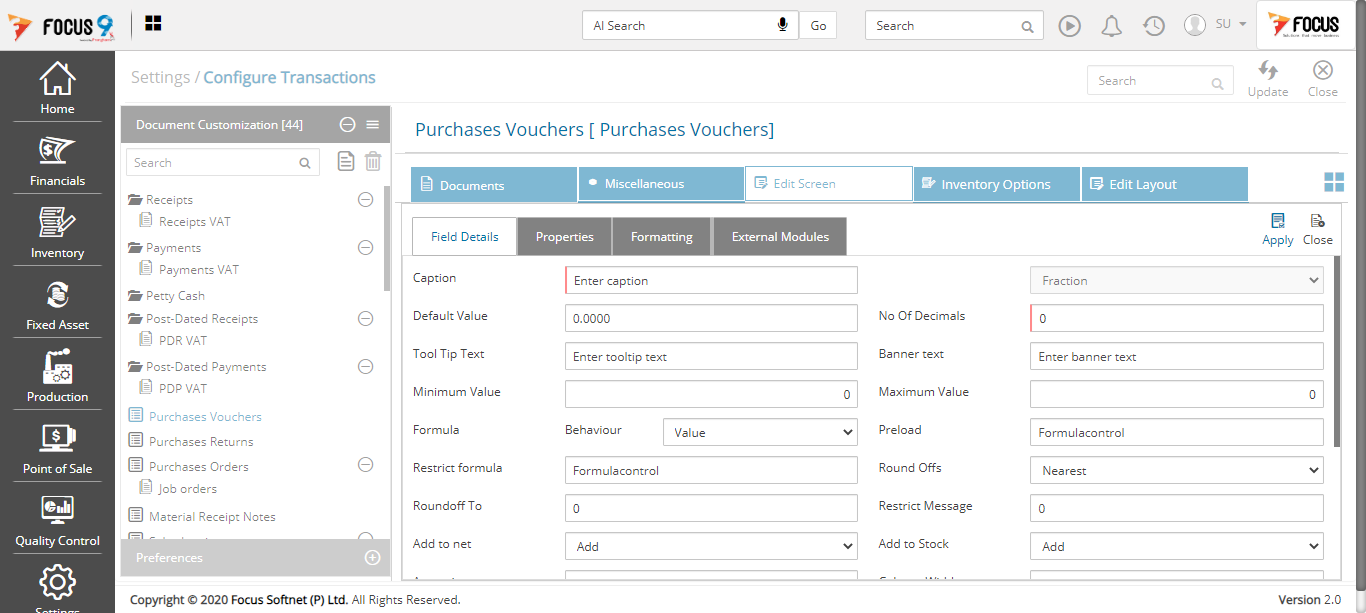 FOCUS 9
AI Search
Go
Search
SU
FOCUS
Home
Financials
Inventory
Fixed Asset
Production
Point of Sale
Quality Control
Settings
Settings / Configure Transactions
Search
Update
Close
Document Customization [44]
Search
Receipts
Receipts VAT
Payments
Payments VAT
Petty Cash
Post-Dated Receipts
PDR VAT
Post-Dated Payments
PDP VAT
Purchases Vouchers
Purchases Returns
Purchases Orders
Job orders
Material Receipt Notes
Preferences
Purchases Vouchers [ Purchases Vouchers]
Documents
Miscellaneous
Edit Screen
Inventory Options
Edit Layout
Field Details
Properties
Formatting
External Modules
Apply
Close
Caption
Enter caption
Fraction
Default Value
0.0000
No Of Decimals
0
Tool Tip Text
Enter tooltip text
Banner text
Enter banner text
Minimum Value
0
Maximum Value
0
Formula
Behaviour
Value
Preload
Formulacontrol
Restrict formula
Formulacontrol
Round Offs
Nearest
Roundoff To
0
Restrict Message
0
Add to net
Add
Add to Stock
Add
Copyright © 2020 Focus Softnet (P) Ltd. All Rights Reserved.
Version 2.0